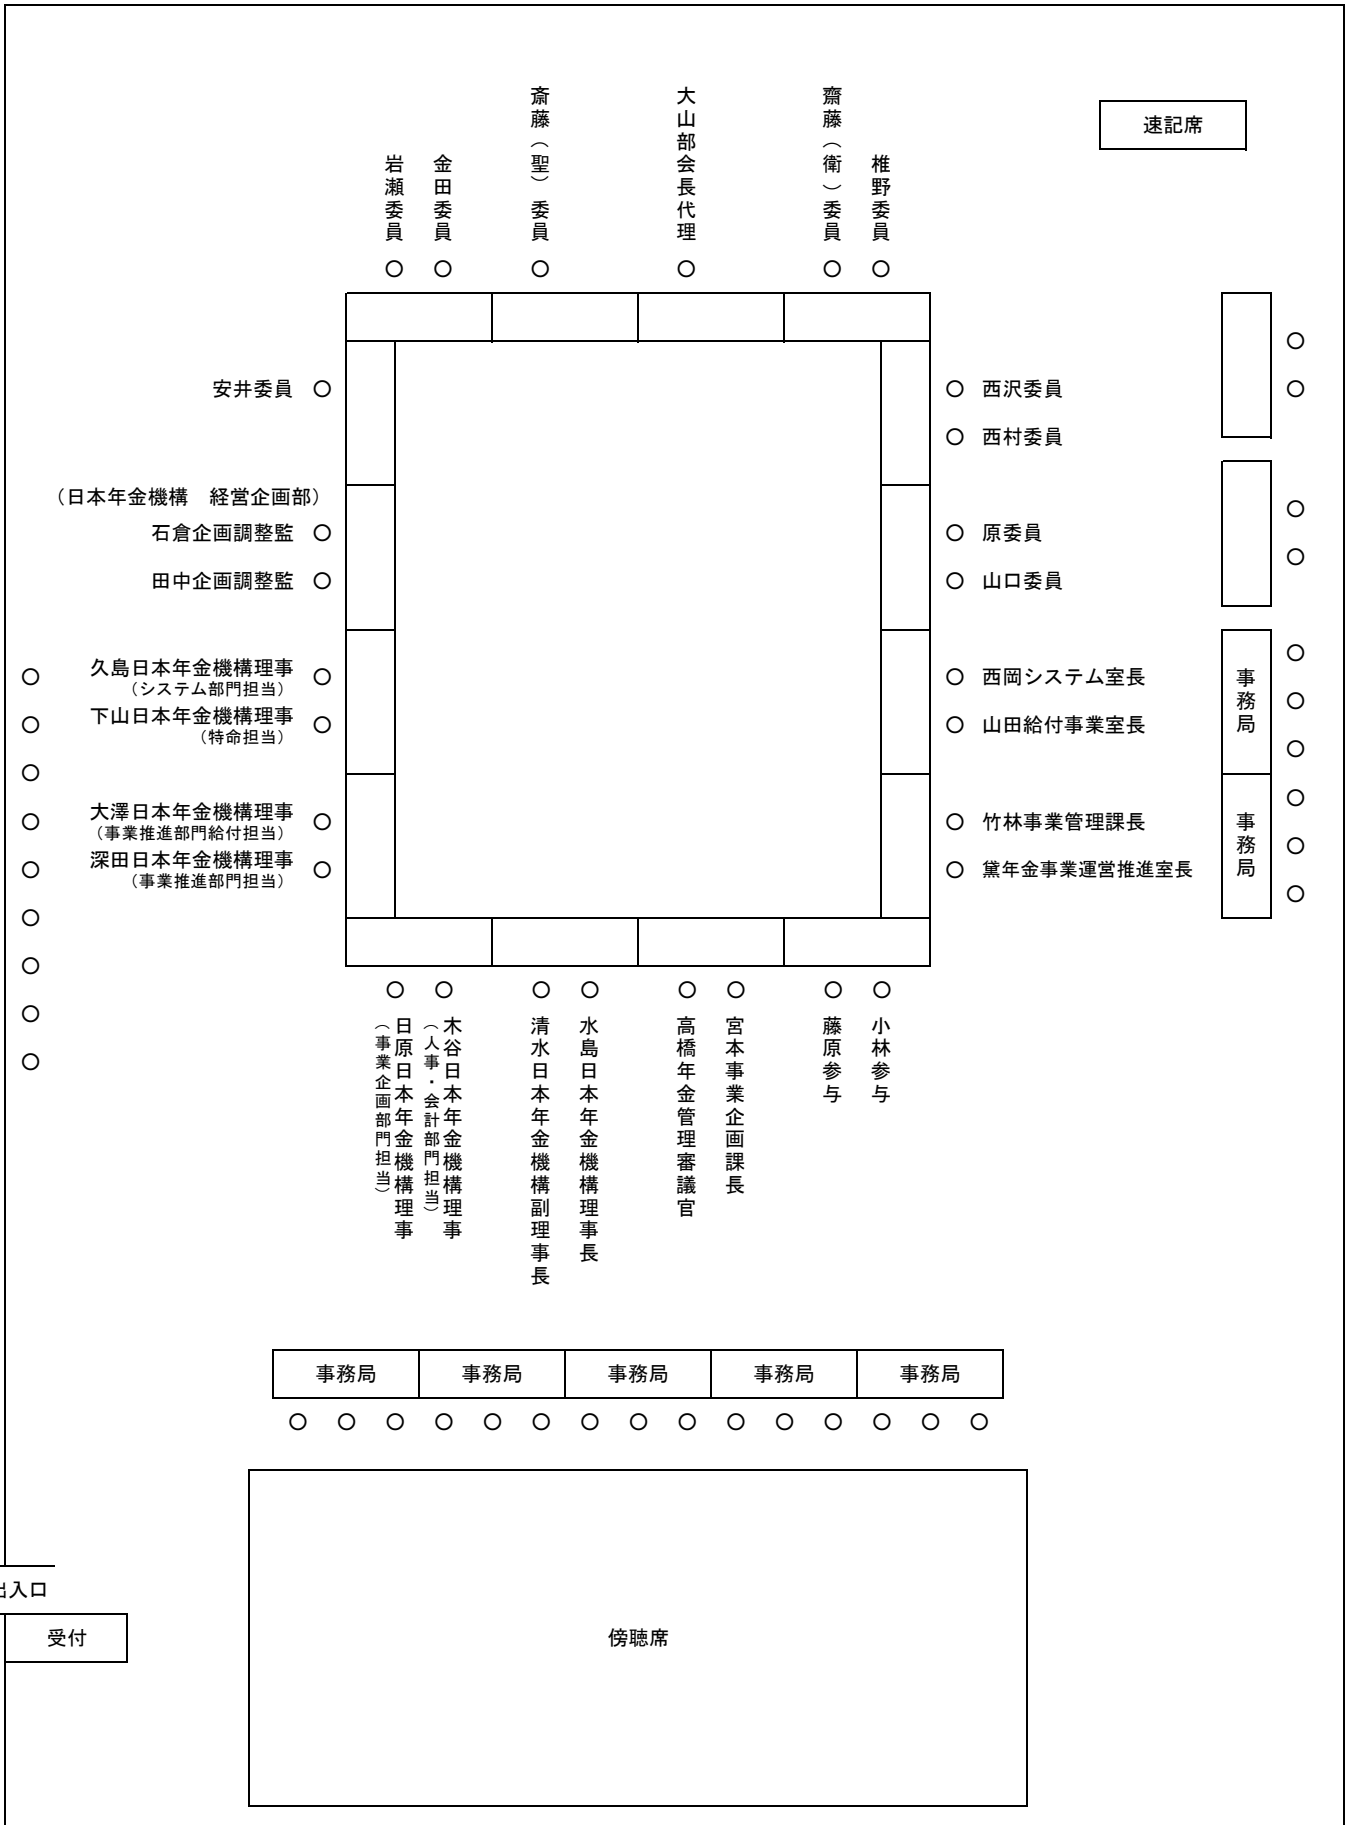 速記席
岩瀬委員
金田委員
斎藤（聖）委員
大山部会長代理
齋藤（衛）委員
椎野委員
安井委員
（日本年金機構　経営企画部）
石倉企画調整監
田中企画調整監
久島日本年金機構理事
（システム部門担当）
下山日本年金機構理事
（特命担当）
大澤日本年金機構理事
（事業推進部門給付担当）
深田日本年金機構理事
（事業推進部門担当）
西沢委員
西村委員
原委員
山口委員
西岡システム室長
山田給付事業室長
竹林事業管理課長
黛年金事業運営推進室長
事務局
事務局
日原日本年金機構理事
（事業企画部門担当）
木谷日本年金機構理事
（人事・会計部門担当）
清水日本年金機構副理事長
水島日本年金機構理事長
高橋年金管理審議官
宮本事業企画課長
藤原参与
小林参与
事務局
事務局
事務局
事務局
事務局
出入口
受付
傍聴席